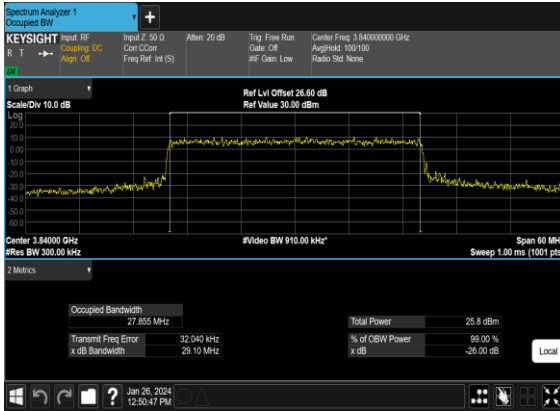 Spectrum Analyzer 1
Occupied BW
+
KEYSIGHT Input: RF Input Z: 50 Ω Atten: 20 dB Trig: Free Run Center Freq: 3.840000000 GHz
R T Coupling: DC Corr CCorr Gate: Off Avg|Hold: 100/100
Align: Off Freq Ref: Int (S) #IF Gain: Low Radio Std: None
1 Graph
Ref Lvl Offset 26.60 dB
Scale/Div 10.0 dB Ref Value 30.00 dBm
Log
20.0
10.0
0.00
-10.0
-20.0
-30.0
-40.0
-50.0
-60.0
Center 3.84000 GHz #Video BW 910.00 kHz* Span 60 MH
#Res BW 300.00 kHz Sweep 1.00 ms (1001 pts
2 Metrics
Occupied Bandwidth
27.855 MHz Total Power 25.8 dBm
Transmit Freq Error 32.040 kHz % of OBW Power 99.00 %
x dB Bandwidth 29.10 MHz x dB -26.00 dB
Local
?
Jan 26, 2024
12:50:47 PM